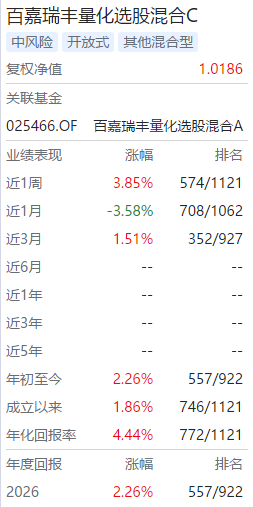 百嘉瑞丰量化选股混合C
中风险 开放式 其他混合型
复权净值 1.0186
关联基金
025466.OF 百嘉瑞丰量化选股混合A
业绩表现 涨幅 排名
近1周 3.85% 574/1121
近1月 -3.58% 708/1062
近3月 1.51% 352/927
近6月 -- --
近1年 -- --
近3年 -- --
近5年 -- --
年初至今 2.26% 557/922
成立以来 1.86% 746/1121
年化回报率 4.44% 772/1121
年度回报 涨幅 排名
2026 2.26% 557/922